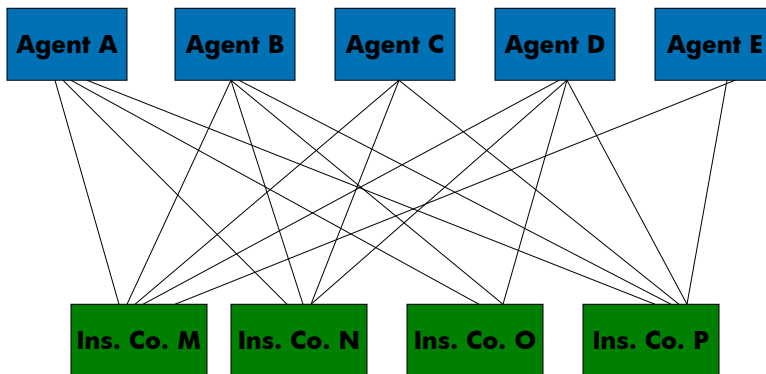 Agent A
Agent B
Agent C
Agent D
Agent E
Ins. Co. M
Ins. Co. N
Ins. Co. O
Ins. Co. P